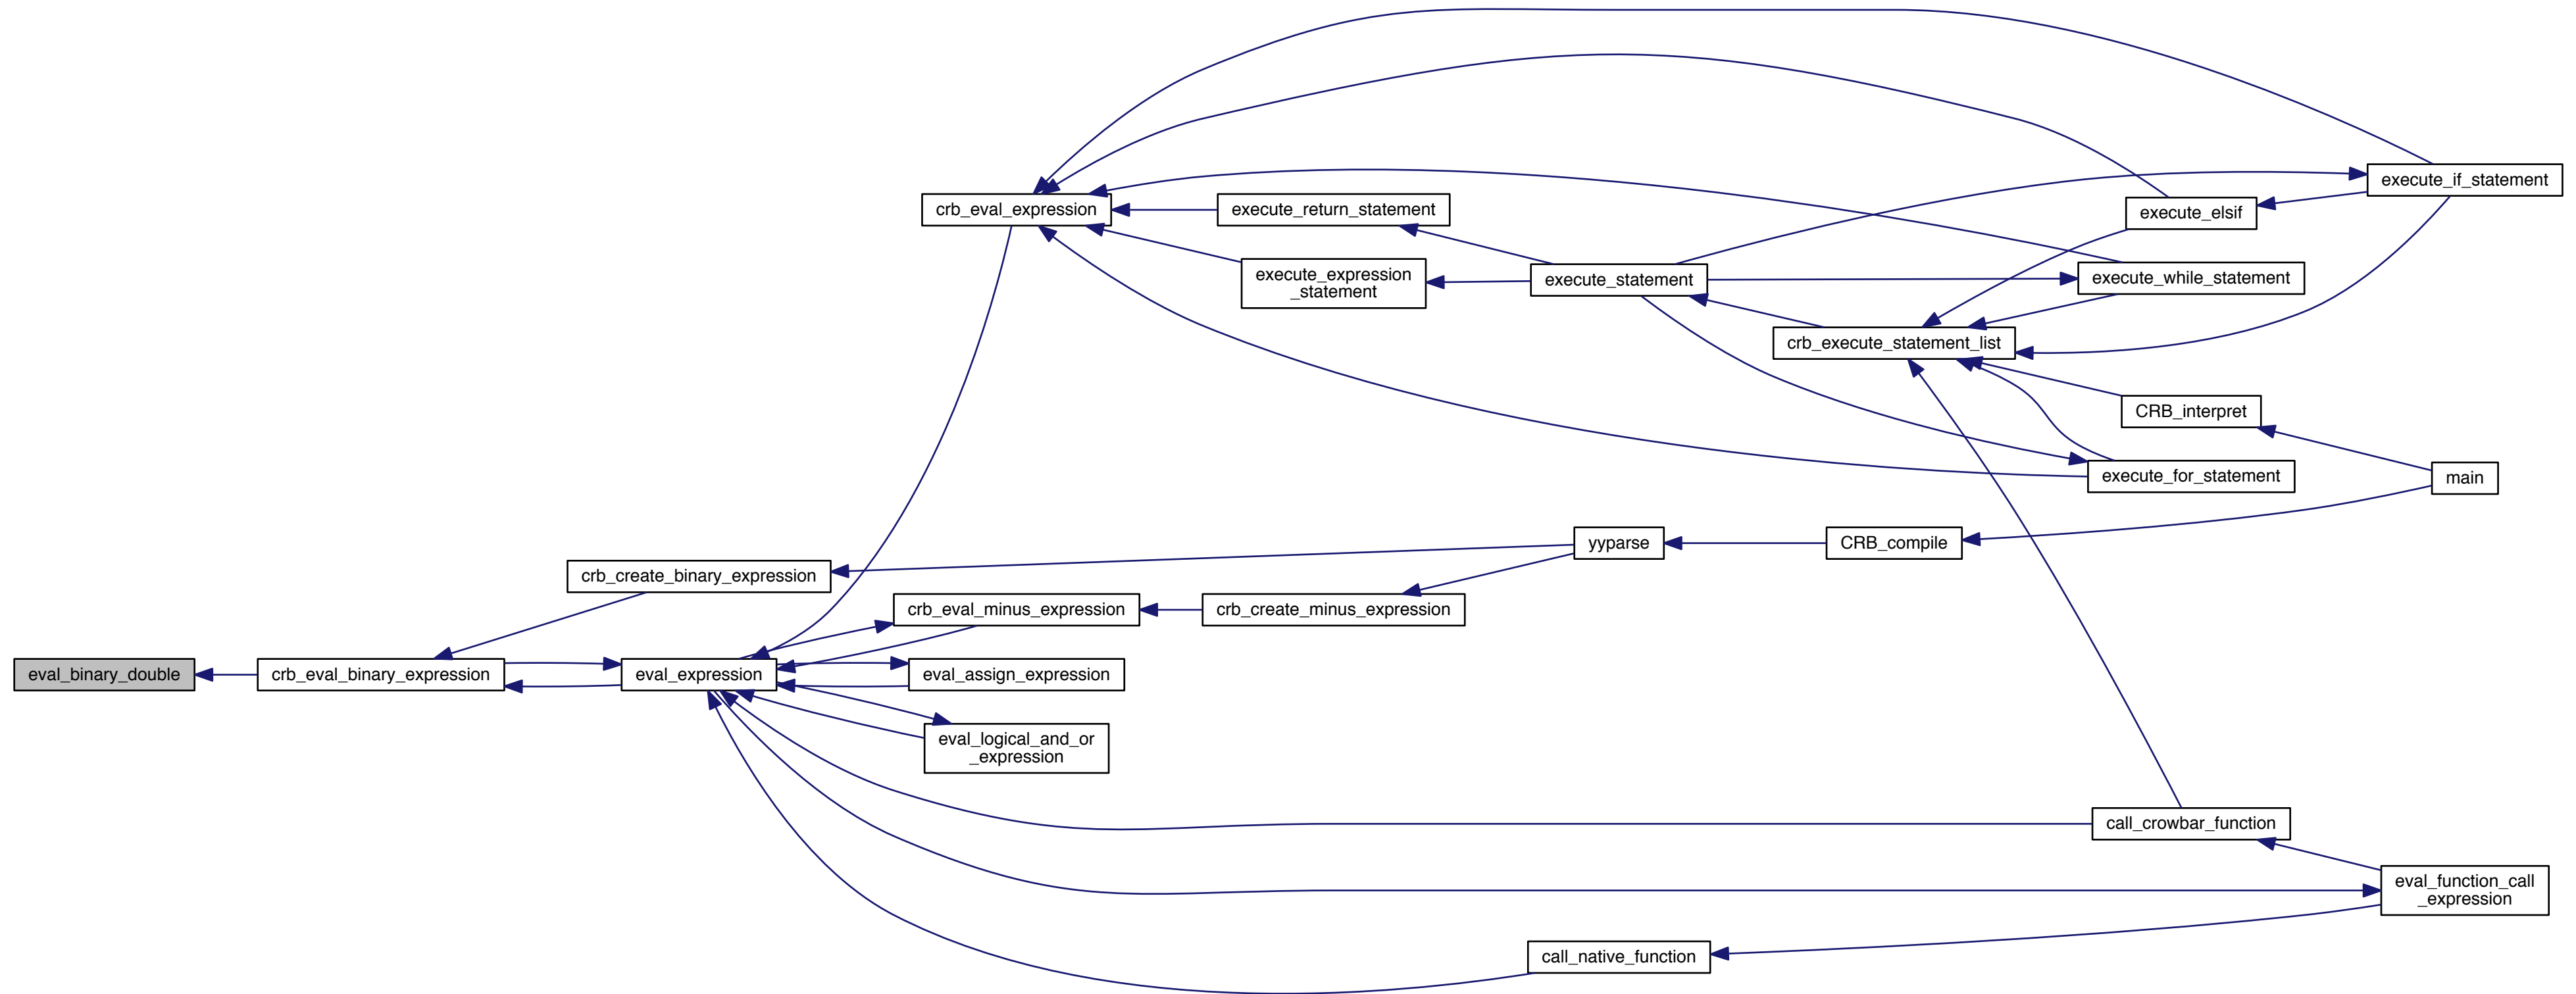 execute_if_statement
crb_eval_expression
execute_return_statement
execute_elsif
execute_expression
_statement
execute_statement
execute_while_statement
crb_execute_statement_list
CRB_interpret
execute_for_statement
main
yyparse
CRB_compile
crb_create_binary_expression
crb_eval_minus_expression
crb_create_minus_expression
eval_binary_double
crb_eval_binary_expression
eval_expression
eval_assign_expression
eval_logical_and_or
_expression
call_crowbar_function
eval_function_call
_expression
call_native_function